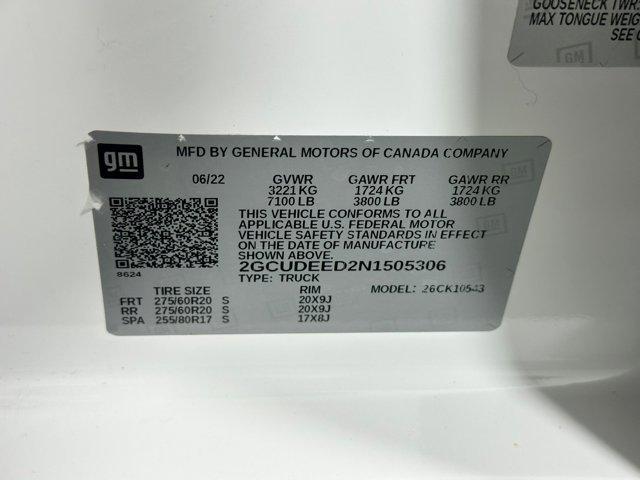 GOOSENECK TWR
MAX TONGUE WEIG
SEE
GM
gm
MFD BY GENERAL MOTORS OF CANADA COMPANY
06/22 GVWR GAWR FRT GAWR RR
3221 KG 1724 KG 1724 KG
7100 LB 3800 LB 3800 LB
THIS VEHICLE CONFORMS TO ALL
APPLICABLE U.S. FEDERAL MOTOR
VEHICLE SAFETY STANDARDS IN EFFECT
ON THE DATE OF MANUFACTURE
SHOWN ABOVE.
2GCUDEED2N1505306
8624
TYPE: TRUCK
TIRE SIZE RIM MODEL: 26CK10543
FRT 275/60R20 S 20X9J
RR 275/60R20 S 20X9J
SPA 255/80R17 S 17X8J